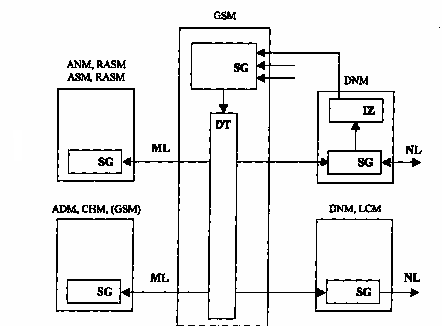 GSM
ANM, RASM
ASM, RASM
SG
DNM
IZ
DT
ML
SG
SG
NL
ADM, CHM, (GSM)
DNM, LCM
ML
SG
SG
NL